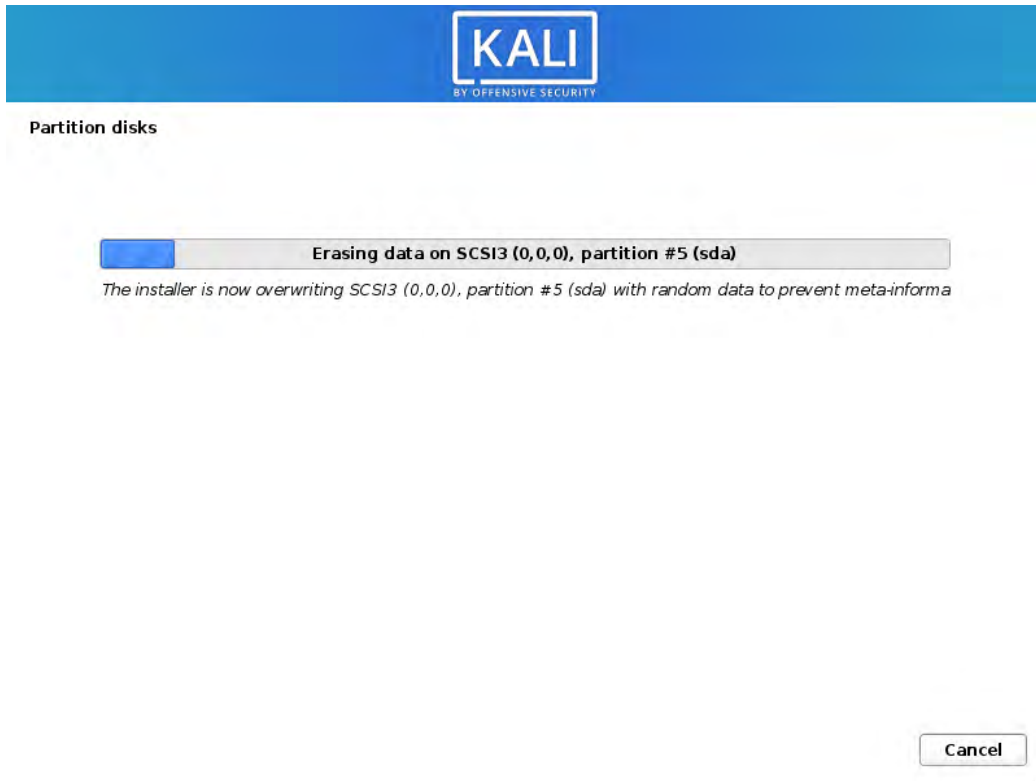 KALI
BY OFFENSIVE SECURITY
Partition disks
Erasing data on SCSI3 (0,0,0), partition #5 (sda)
The installer is now overwriting SCSI3 (0,0,0), partition #5 (sda) with random data to prevent meta-informa
Cancel